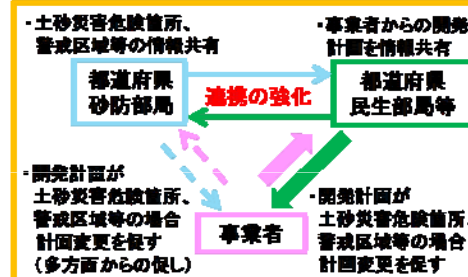 ・土砂災害危険箇所、
警戒区域等の情報共有
・事業者からの開発
計画を情報共有
都道府県
砂防部局
連携の強化
都道府県
民生部局等
・開発計画が
土砂災害危険箇所、
警戒区域等の場合
計画変更を促す
(多方面からの促し)
事業者
・開発計画が
土砂災害危険箇所、
警戒区域等の場合
計画変更を促す